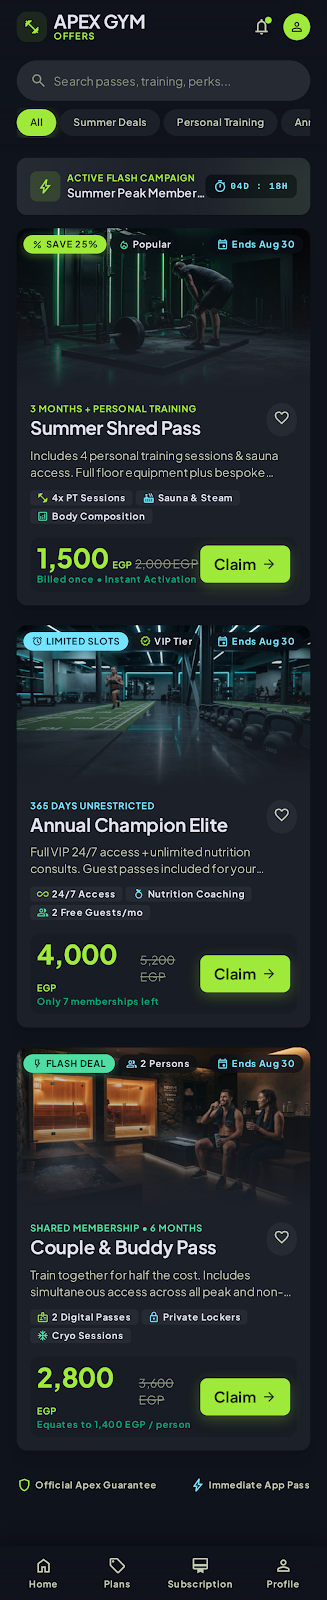 APEX GYM
OFFERS
Search passes, training, perks...
All Summer Deals Personal Training Ann
ACTIVE FLASH CAMPAIGN
Summer Peak Member... 04D : 18H
SAVE 25% Popular Ends Aug 30
3 MONTHS + PERSONAL TRAINING
Summer Shred Pass
Includes 4 personal training sessions & sauna
access. Full floor equipment plus bespoke...
4x PT Sessions Sauna & Steam
Body Composition
1,500 EGP 2,000 EGP Claim →
Billed once • Instant Activation
LIMITED SLOTS VIP Tier Ends Aug 30
365 DAYS UNRESTRICTED
Annual Champion Elite
Full VIP 24/7 access + unlimited nutrition
consults. Guest passes included for your...
24/7 Access Nutrition Coaching
2 Free Guests/mo
4,000 5,200 Claim →
EGP EGP
Only 7 memberships left
FLASH DEAL 2 Persons Ends Aug 30
SHARED MEMBERSHIP • 6 MONTHS
Couple & Buddy Pass
Train together for half the cost. Includes
simultaneous access across all peak and non-...
2 Digital Passes Private Lockers
Cryo Sessions
2,800 3,600 Claim →
EGP EGP
Equates to 1,400 EGP / person
Official Apex Guarantee Immediate App Pass
Home Plans Subscription Profile